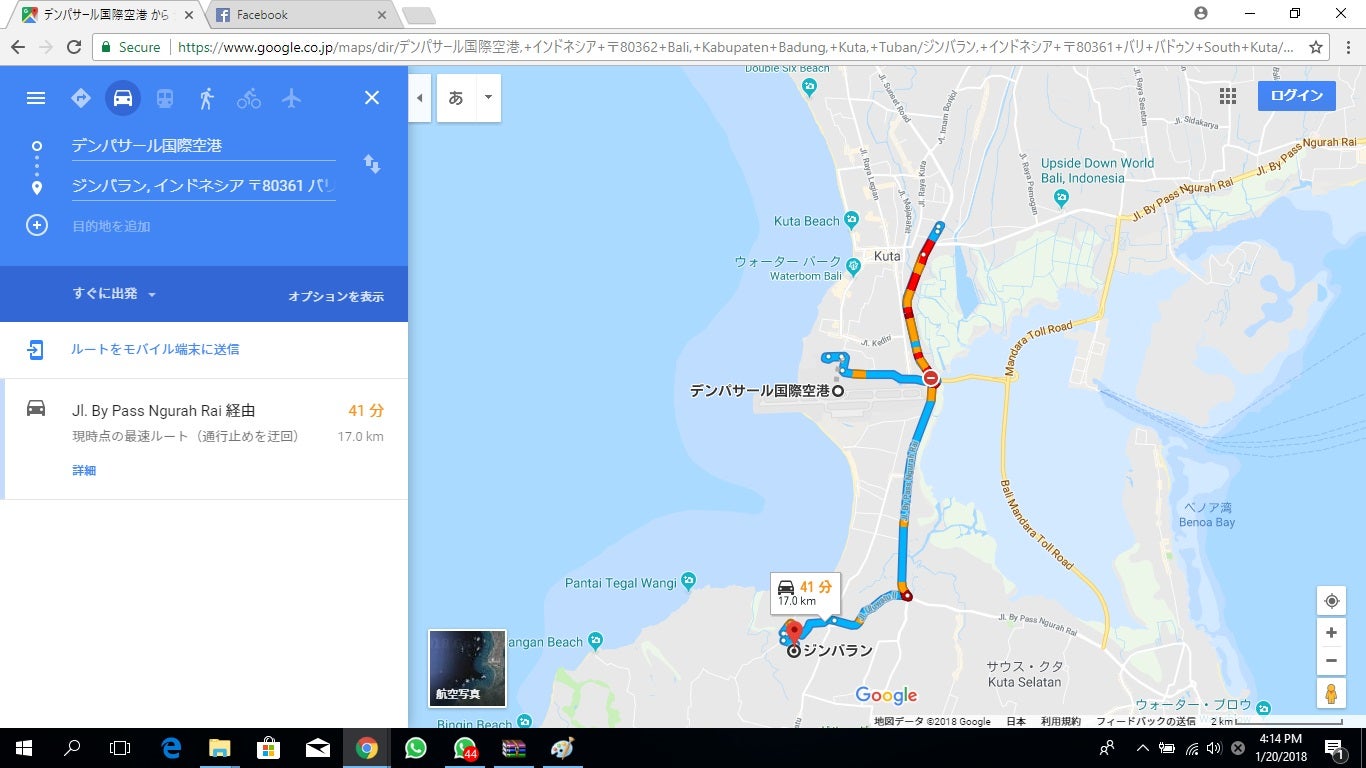 デンパサール国際空港 から
Facebook
Secure
https://www.google.co.jp/maps/dir/デンパサール国際空港,+インドネシア+〒80362+Bali,+Kabupaten+Badung,+Kuta,+Tuban/ジンバラン,+インドネシア+〒80361+バリ+バドゥン+South+Kuta/...
デンパサール国際空港
ジンバラン, インドネシア 〒80361 バリ
目的地を追加
すぐに出発
オプションを表示
ルートをモバイル端末に送信
Jl. By Pass Ngurah Rai 経由
41 分
現時点の最速ルート（通行止めを迂回）
17.0 km
詳細
あ
ログイン
Double Six Beach
Jl. Sunset Road
Jl. Imam Bonjol
Jl. Raya Sesetan
Jl. Sidakarya
Jl. By Pass Ngurah Rai
Jl. By Pass Ngurah Rai
Upside Down World
Bali, Indonesia
Jl. Raya Pemogan
Jl. Raya Legian
Jl. Majapahit
Jl. Raya Kuta
Kuta Beach
Kuta
ウォーター パーク
Waterbom Bali
Jl. Kediri
Mandara Toll Road
デンパサール国際空港
Jl. By Pass Ngurah Rai
Bali Mandara Toll Road
ベノア湾
Benoa Bay
Pantai Tegal Wangi
41 分
17.0 km
Jl. By Pass Ngurah Rai
ジンバラン
angan Beach
サウス・クタ
Kuta Selatan
航空写真
Google
ウォーター・ブロウ
Bingin Beach
地図データ ©2018 Google
日本
利用規約
フィードバックの送信
2 km
44
4:14 PM
1/20/2018
1